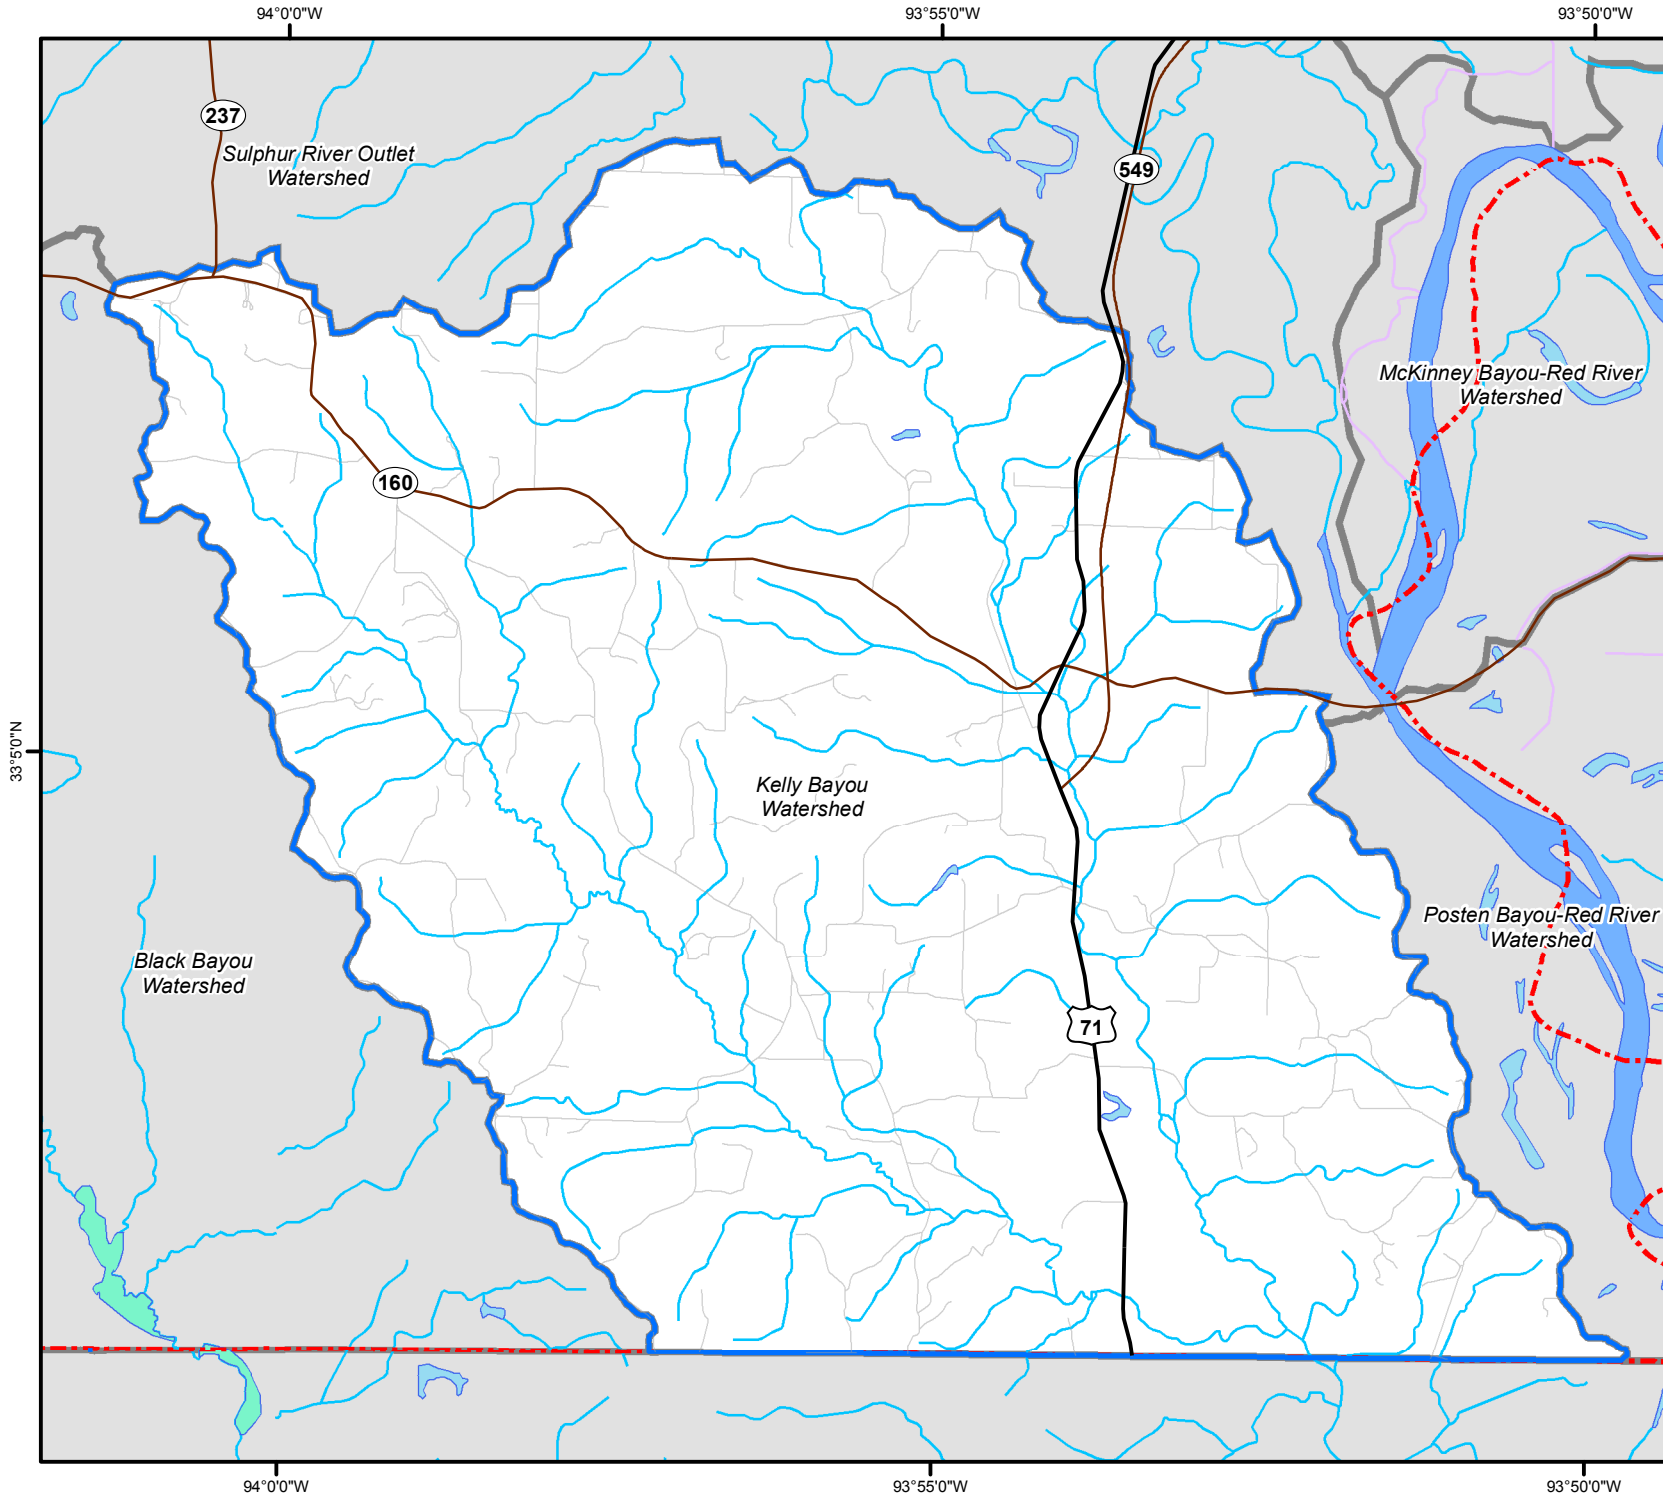 94°0'0"W
93°55'0"W
93°50'0"W
237
Sulphur River Outlet
Watershed
549
McKinney Bayou-Red River
Watershed
160
33°5'0"N
Kelly Bayou
Watershed
Posten Bayou-Red River
Watershed
Black Bayou
Watershed
71
94°0'0"W
93°55'0"W
93°50'0"W